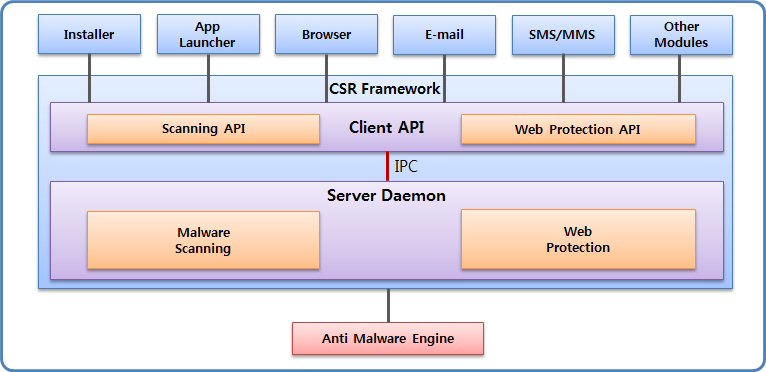 Installer
App
Launcher
Browser
E-mail
SMS/MMS
Other
Modules
CSR Framework
Scanning API
Client API
Web Protection API
IPC
Server Daemon
Malware
Scanning
Web
Protection
Anti Malware Engine